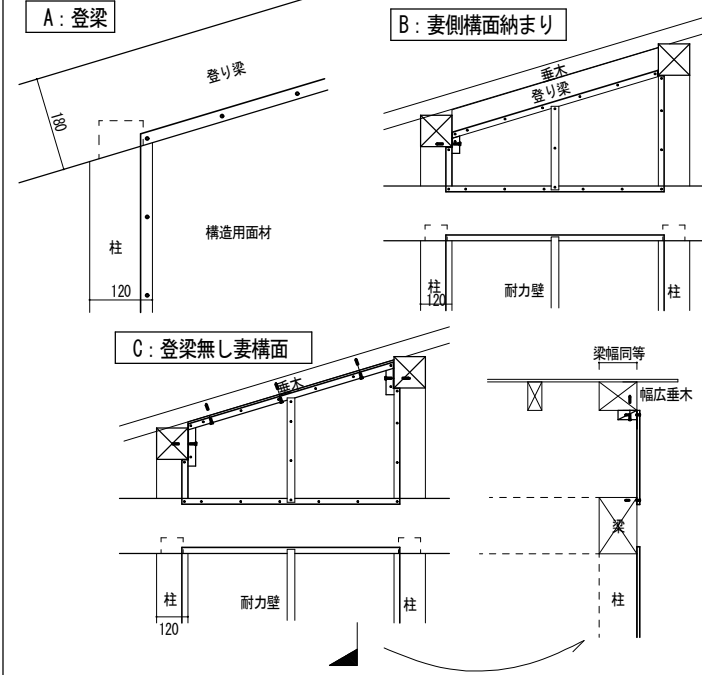 A：登梁
登り梁
180
柱
120
構造用面材
B：妻側構面納まり
垂木
登り梁
柱
120
耐力壁
柱
C：登梁無し妻構面
垂木
柱
120
耐力壁
柱
梁幅同等
幅広垂木
梁
柱